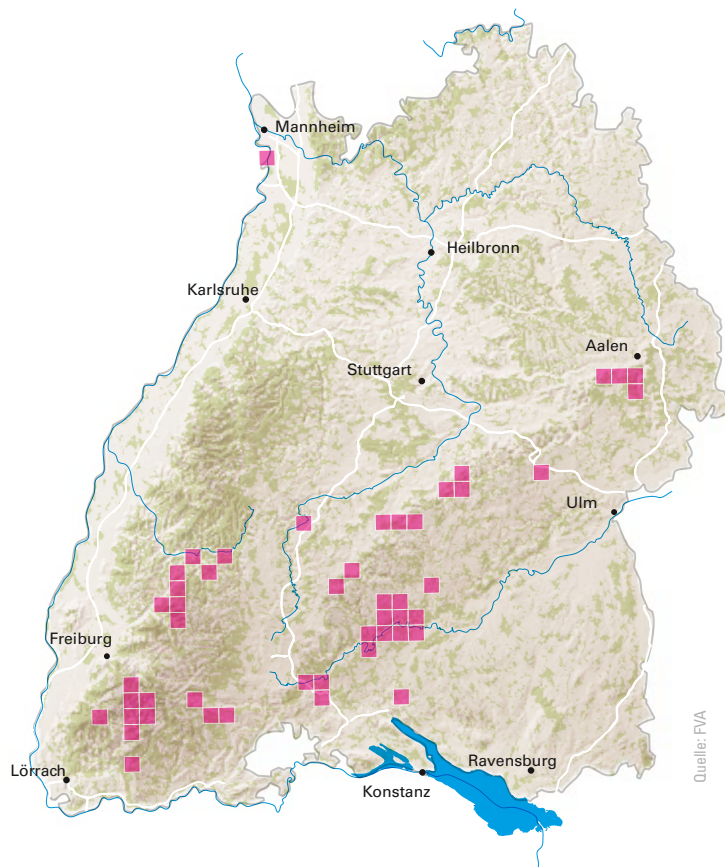 Mannheim
Heilbronn
Karlsruhe
Aalen
Stuttgart
Ulm
Freiburg
Lörrach
Ravensburg
Konstanz
Quelle: FVA